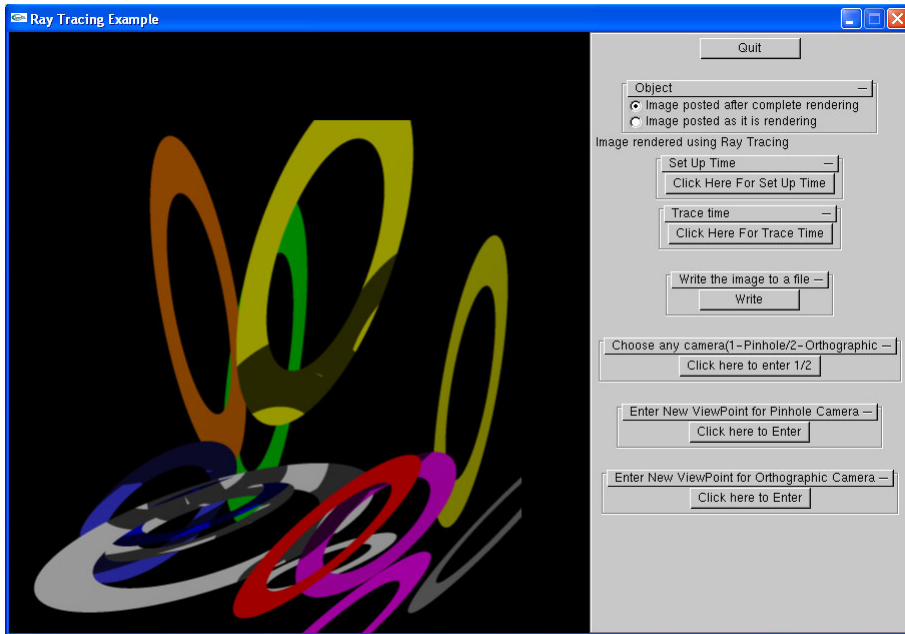 Ray Tracing Example
Quit
Object
Image posted after complete rendering
Image posted as it is rendering
Image rendered using Ray Tracing
Set Up Time
Click Here For Set Up Time
Trace time
Click Here For Trace Time
Write the image to a file
Write
Choose any camera(1-Pinhole/2-Orthographic
Click here to enter 1/2
Enter New ViewPoint for Pinhole Camera
Click here to Enter
Enter New ViewPoint for Orthographic Camera
Click here to Enter